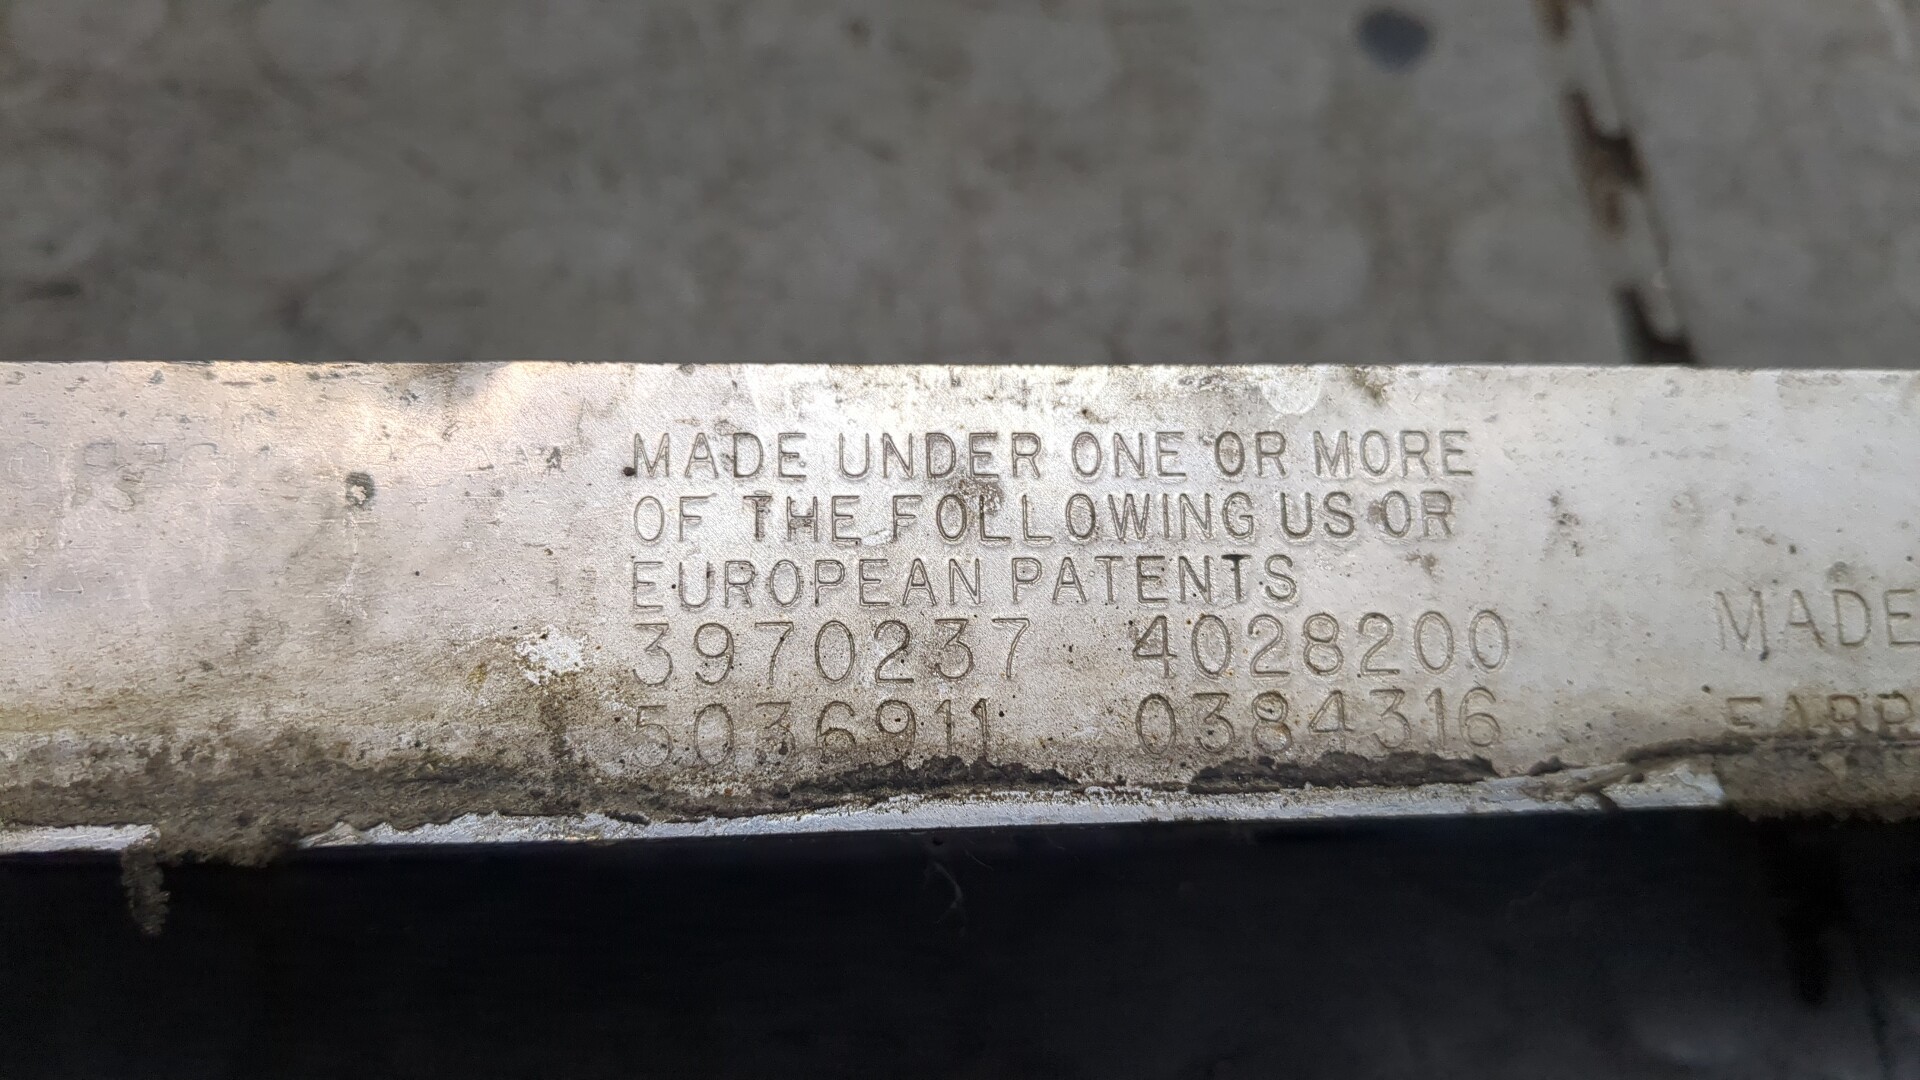 MADE UNDER ONE OR MORE
OF THE FOLLOWING US OR
EUROPEAN PATENTS
3970237 4028200
5036911 0384316
MADE